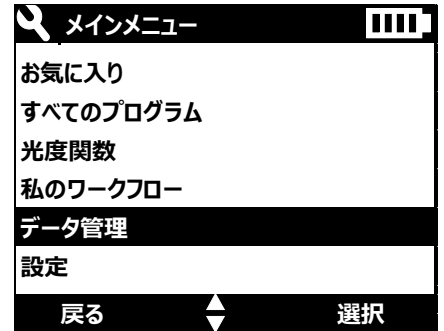 メインメニュー
お気に入り
すべてのプログラム
光度関数
私のワークフロー
データ管理
設定
戻る 選択